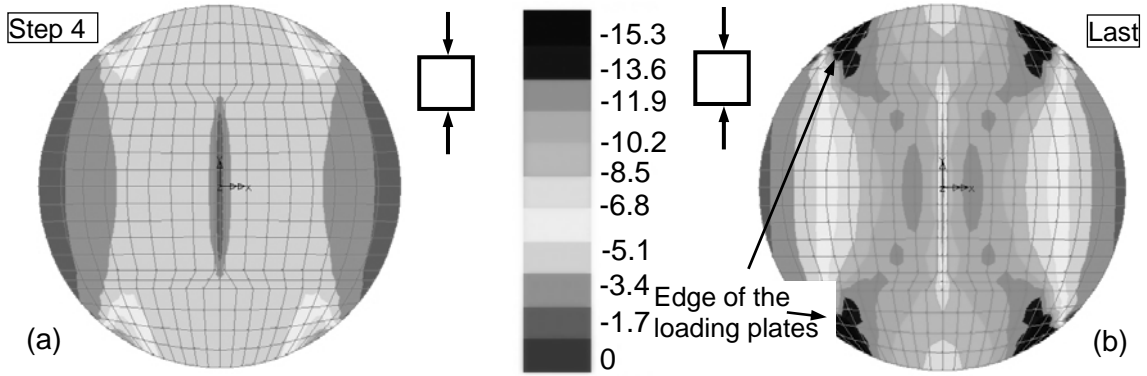 Step 4
(a)
-15.3
-13.6
-11.9
-10.2
-8.5
-6.8
-5.1
-3.4
-1.7
0
Last
Edge of the
loading plates
(b)